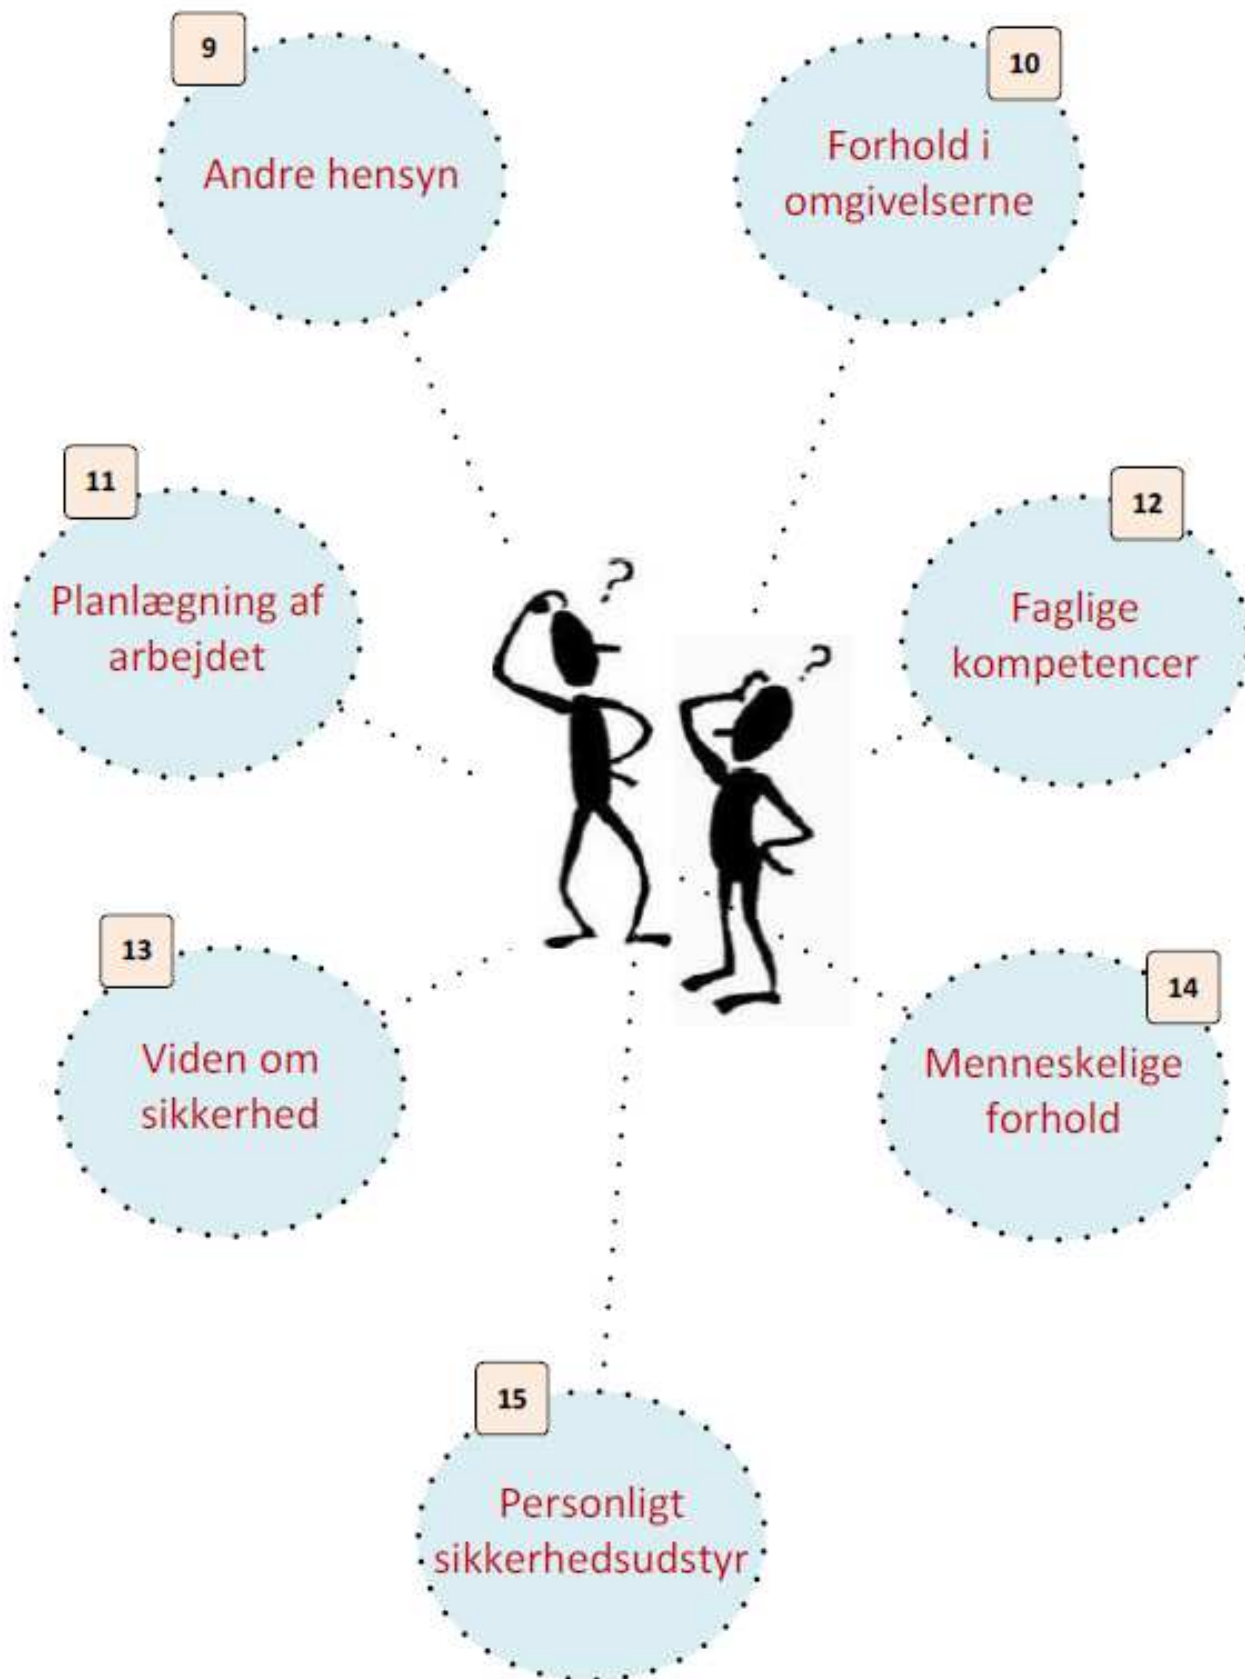 9
Andre hensyn
10
Forhold i
omgivelserne
11
Planlægning af
arbejdet
12
Faglige
kompetencer
?
?
13
Viden om
sikkerhed
14
Menneskelige
forhold
15
Personligt
sikkerhedsudstyr